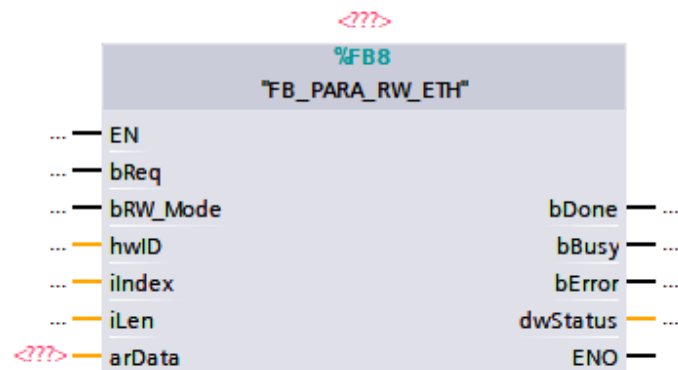 <???>
%FB8
"FB_PARA_RW_ETH"
... EN
... bReq
... bRW_Mode bDone ...
... hwID bBusy ...
... iIndex bError ...
... iLen dwStatus ...
<???> arData ENO